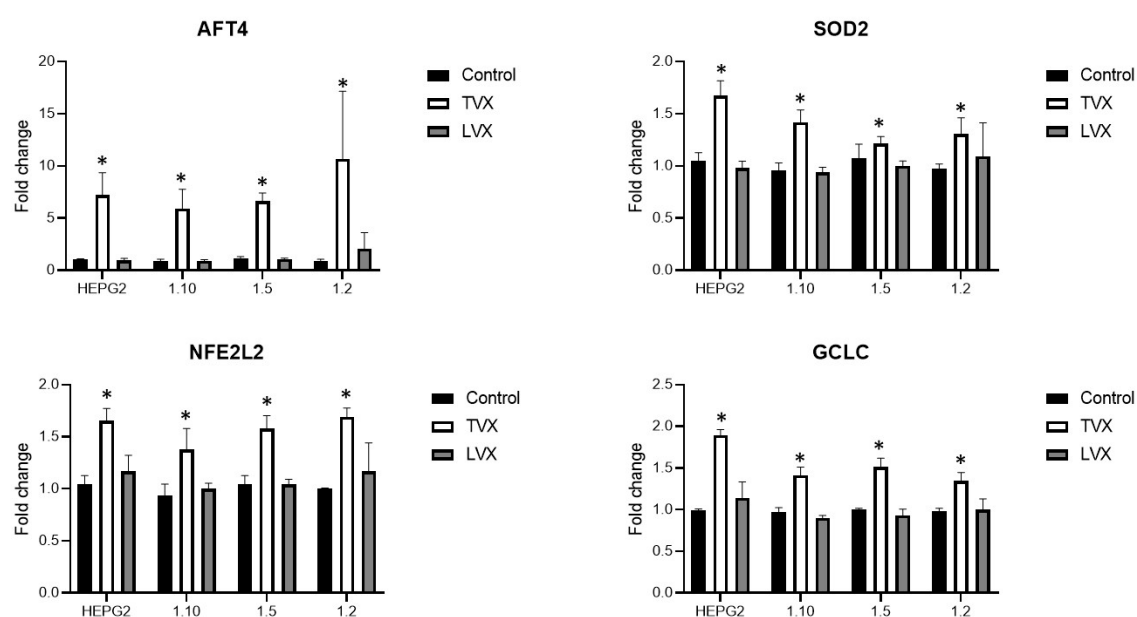 AFT4
Fold change
20
15
10
5
0
* * * *
HEPG2 1.10 1.5 1.2
Control
TVX
LVX
SOD2
Fold change
2.0
1.5
1.0
0.5
0.0
* * * *
HEPG2 1.10 1.5 1.2
Control
TVX
LVX
NFE2L2
Fold change
2.0
1.5
1.0
0.5
0.0
* * * *
HEPG2 1.10 1.5 1.2
Control
TVX
LVX
GCLC
Fold change
2.5
2.0
1.5
1.0
0.5
0.0
* * * *
HEPG2 1.10 1.5 1.2
Control
TVX
LVX